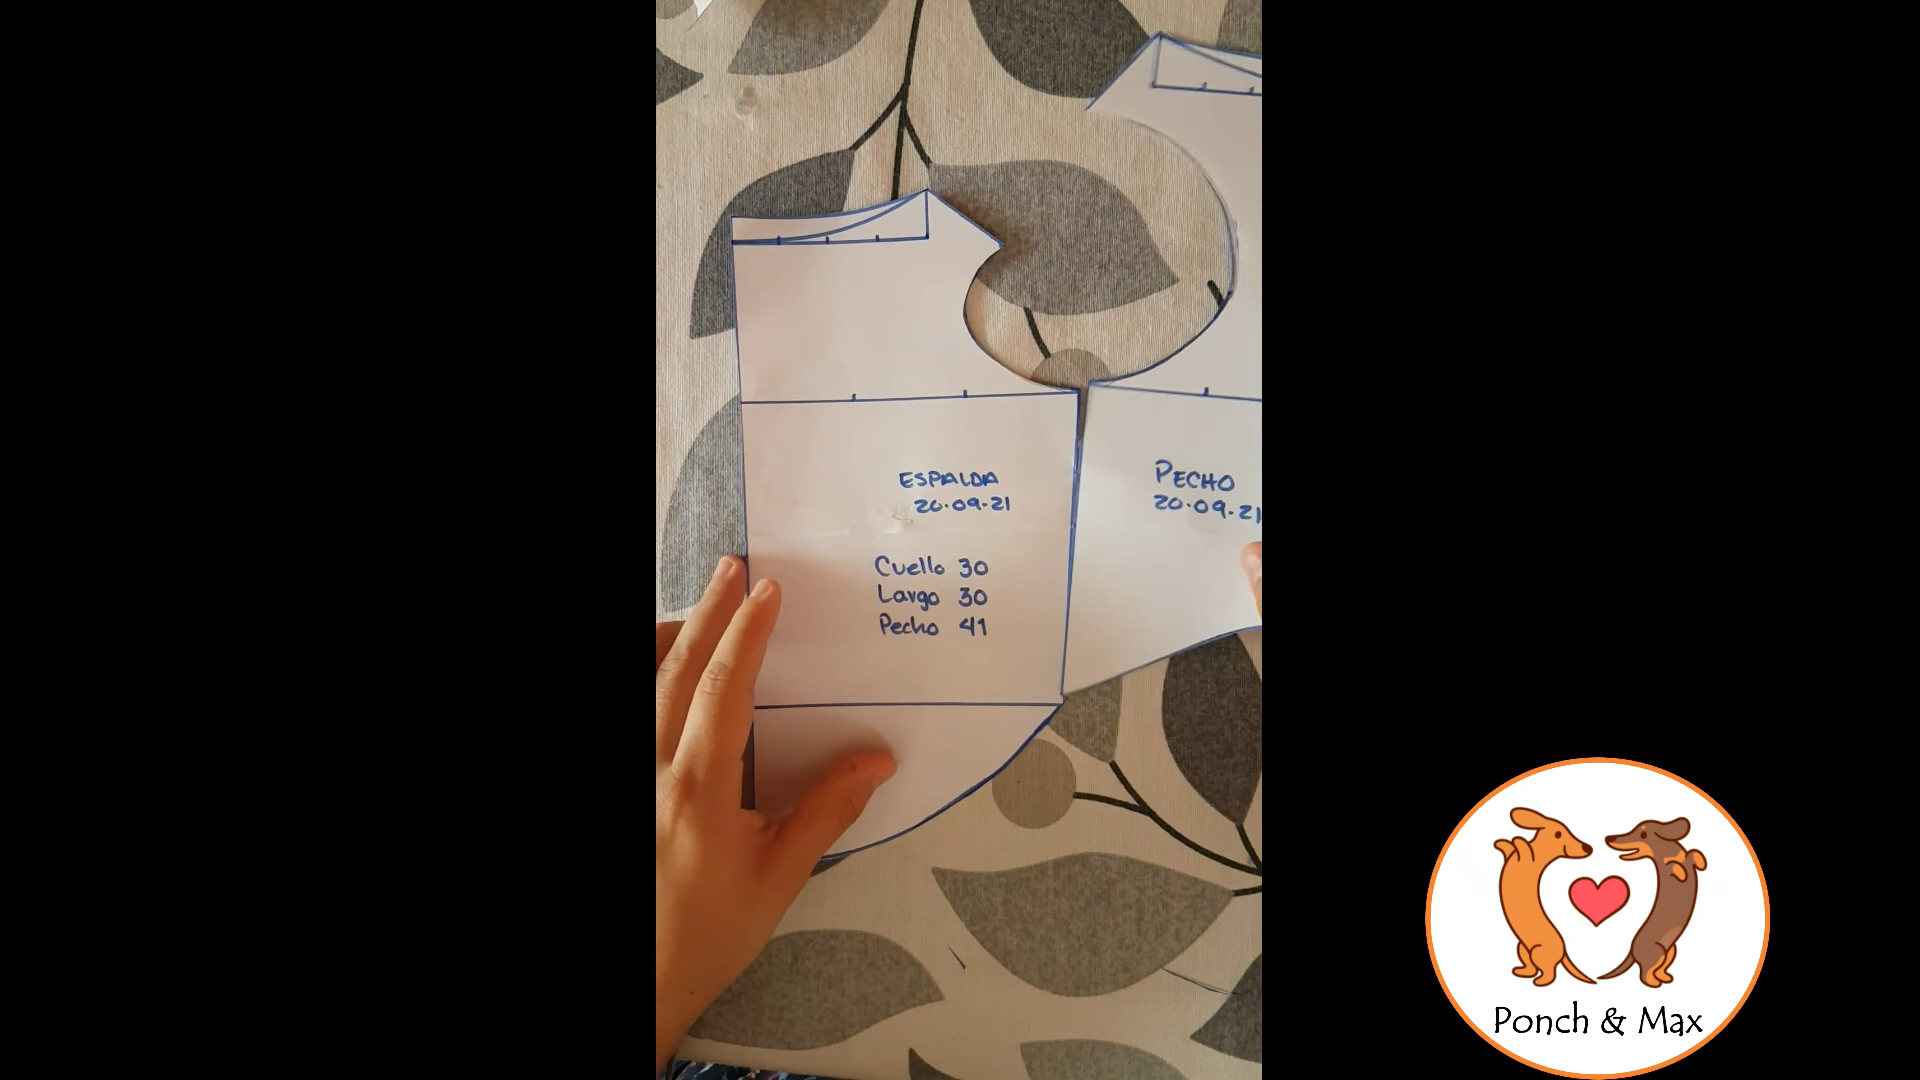 ESPALDA
20.09.21
Cuello 30
Largo 30
Pecho 41
PECHO
20.09.21
Ponch & Max